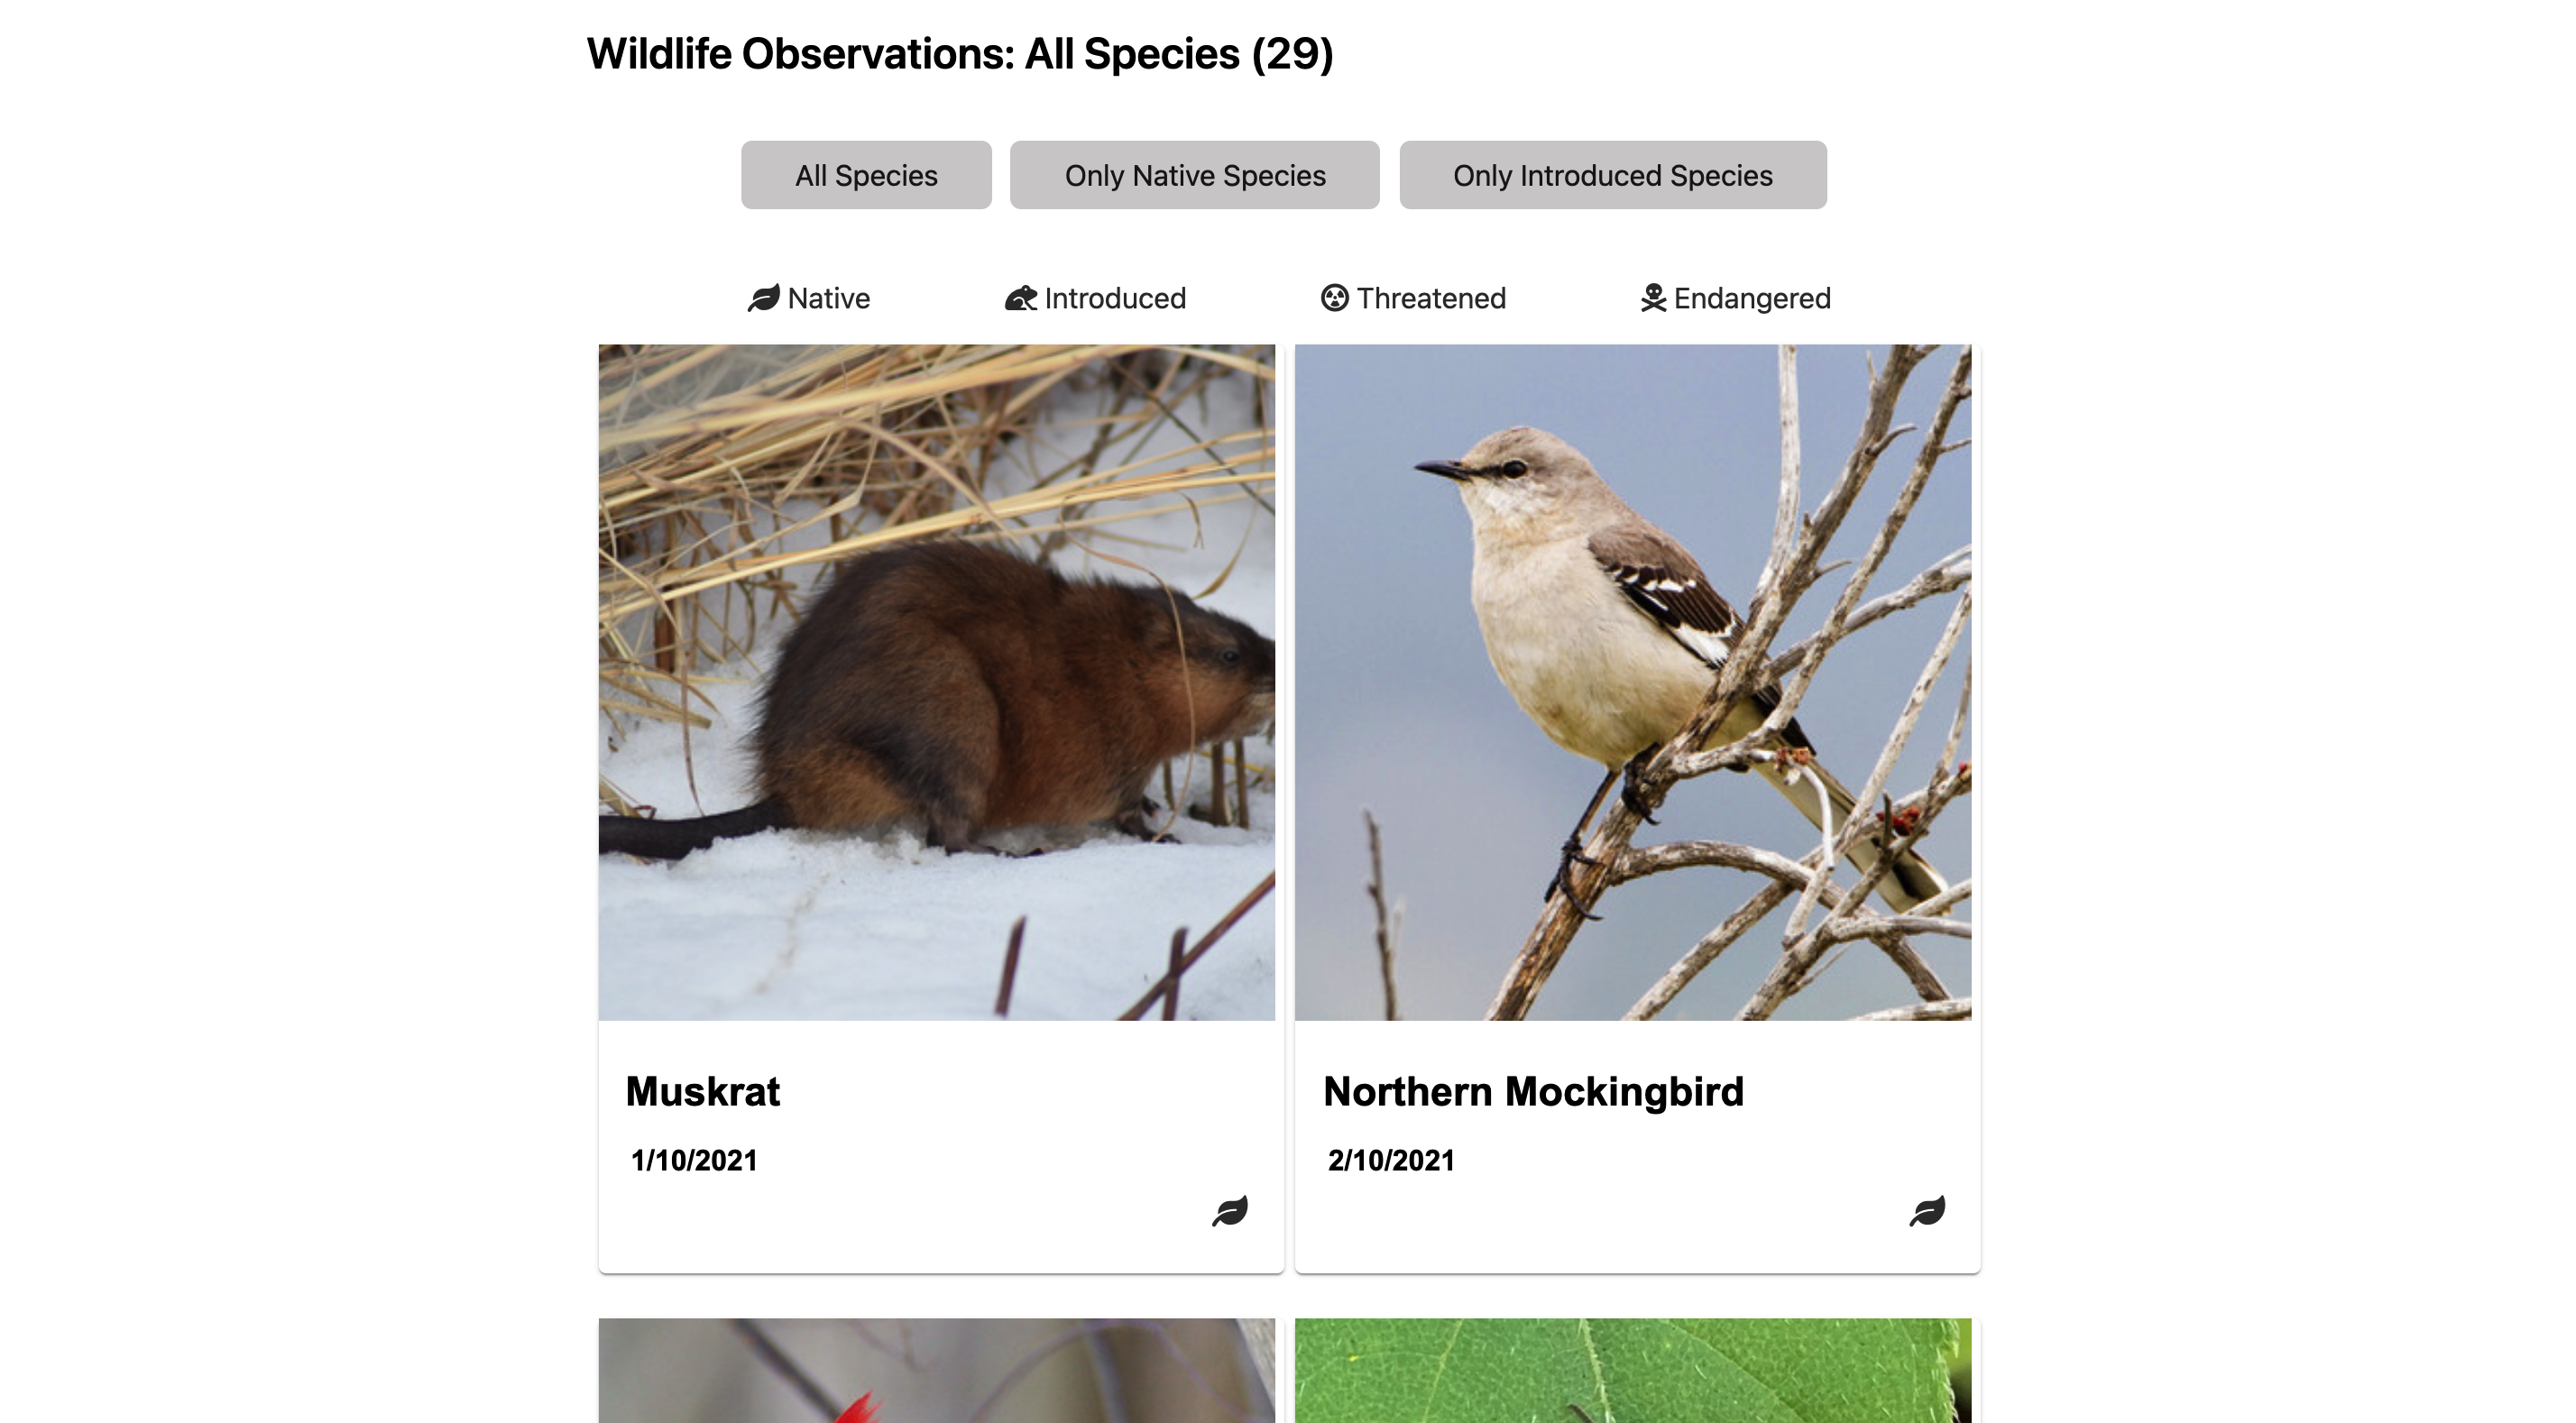 Wildlife Observations: All Species (29)
All Species
Only Native Species
Only Introduced Species
Native
Introduced
Threatened
Endangered
Muskrat
1/10/2021
Northern Mockingbird
2/10/2021